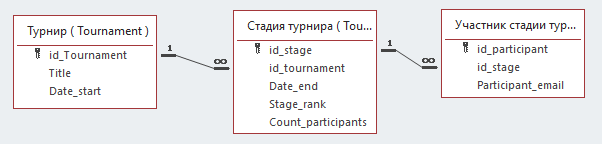 Турнир ( Tournament )
id_Tournament
Title
Date_start
1
∞
Стадия турнира ( Tou...
id_stage
id_tournament
Date_end
Stage_rank
Count_participants
1
∞
Участник стадии тур...
id_participant
id_stage
Participant_email